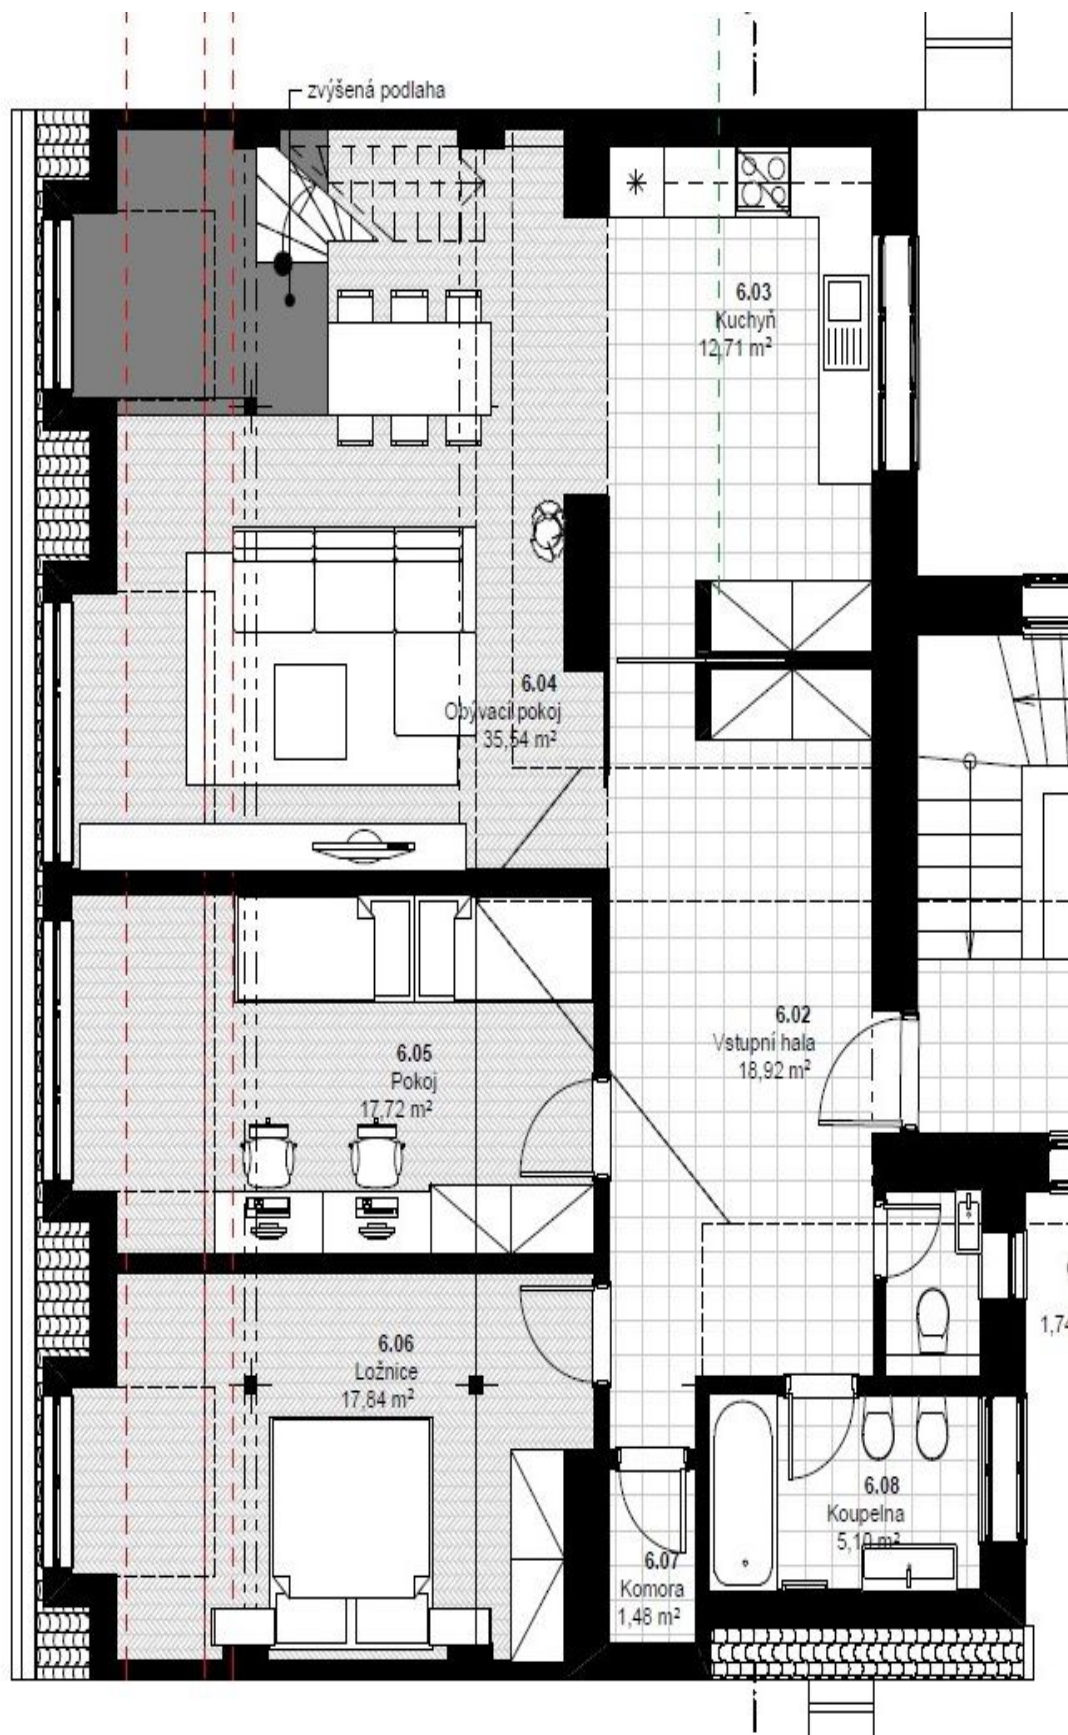 zvýšená podlaha
6.03
Kuchyň
12,71 m²
6.04
Obývací pokoj
35,54 m²
6.02
Vstupní hala
18,92 m²
6.05
Pokoj
17,72 m²
6.06
Ložnice
17,84 m²
6.08
Koupelna
5,10 m²
6.07
Komora
1,48 m²
1,74